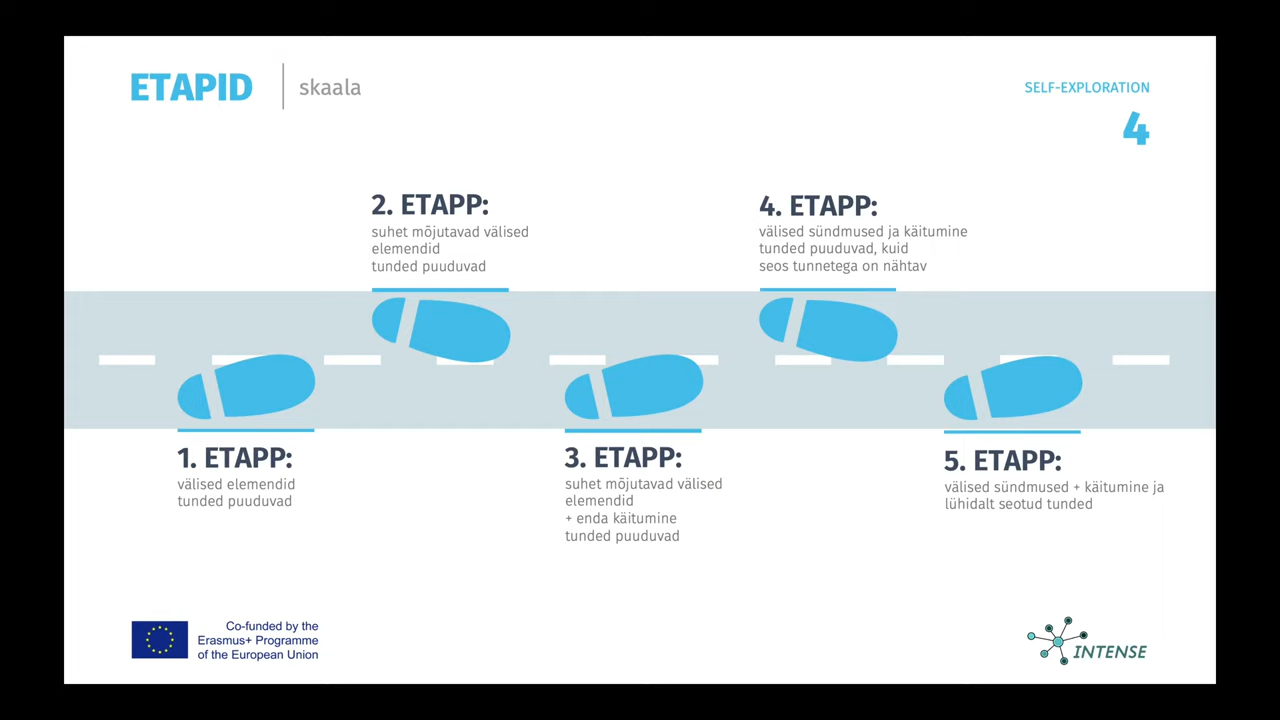 ETAPID
skaala
SELF-EXPLORATION
4
2. ETAPP:
suhet mõjutavad välised
elemendid
tunded puuduvad
4. ETAPP:
välised sündmused ja käitumine
tunded puuduvad, kuid
seos tunnetega on nähtav
1. ETAPP:
välised elemendid
tunded puuduvad
3. ETAPP:
suhet mõjutavad välised
elemendid
+ enda käitumine
tunded puuduvad
5. ETAPP:
välised sündmused + käitumine ja
lühidalt seotud tunded
Co-funded by the
Erasmus+ Programme
of the European Union
INTENSE